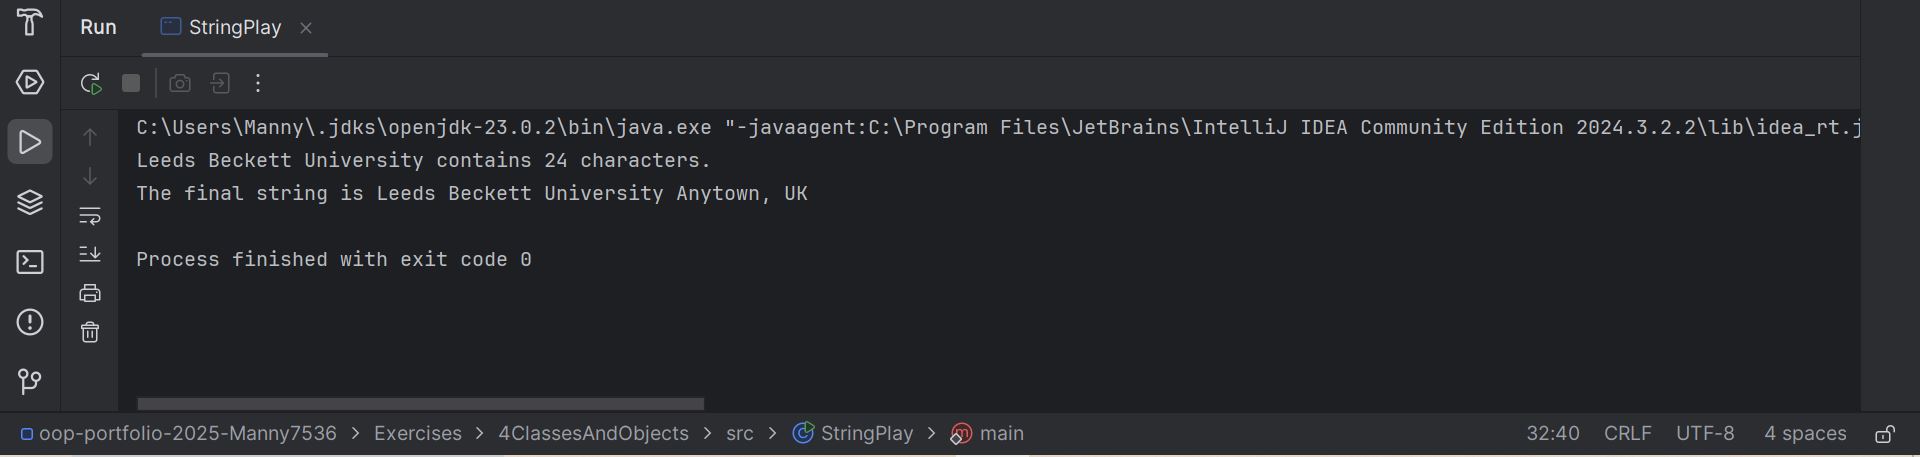 Run StringPlay
C:\Users\Manny\.jdks\openjdk-23.0.2\bin\java.exe "-javaagent:C:\Program Files\JetBrains\IntelliJ IDEA Community Edition 2024.3.2.2\lib\idea_rt.j
Leeds Beckett University contains 24 characters.
The final string is Leeds Beckett University Anytown, UK
Process finished with exit code 0
oop-portfolio-2025-Manny7536 > Exercises > 4ClassesAndObjects > src > StringPlay > main 32:40 CRLF UTF-8 4 spaces